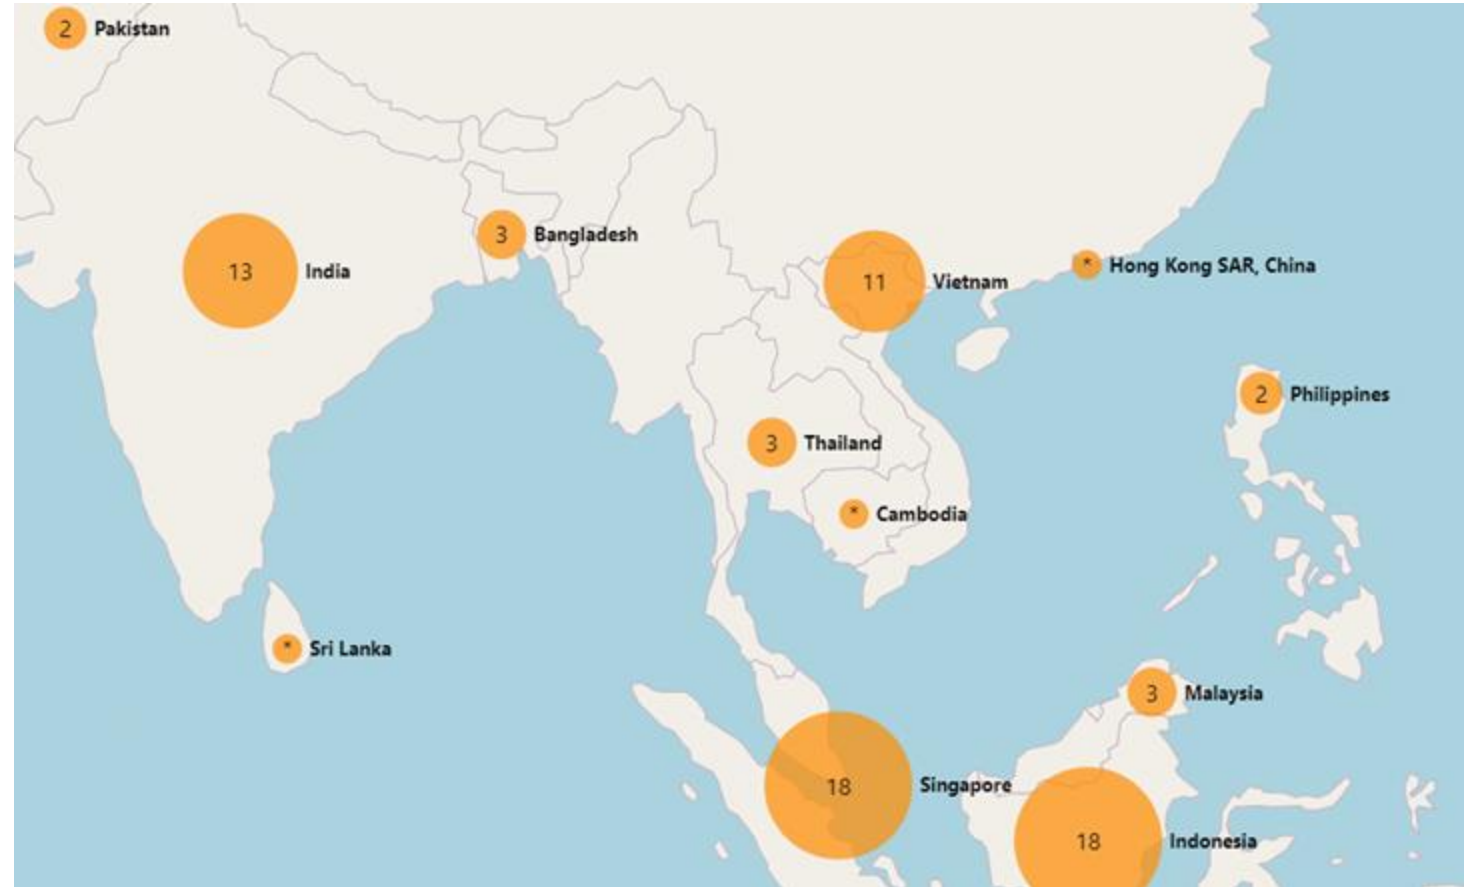 2 Pakistan
3 Bangladesh
13 India
* Hong Kong SAR, China
11 Vietnam
2 Philippines
3 Thailand
* Cambodia
* Sri Lanka
3 Malaysia
18 Singapore
18 Indonesia